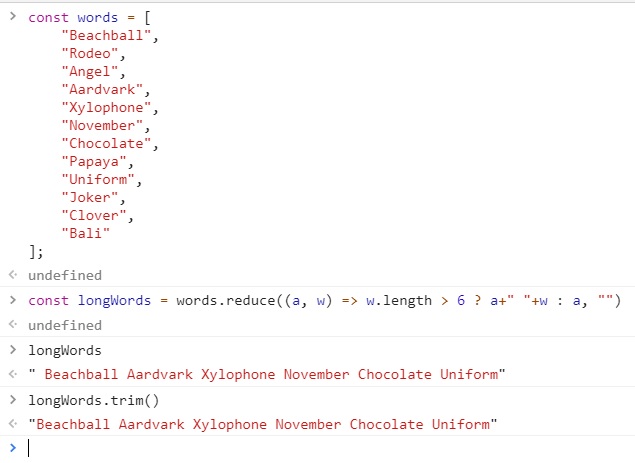 > const words = [
"Beachball",
"Rodeo",
"Angel",
"Aardvark",
"Xylophone",
"November",
"Chocolate",
"Papaya",
"Uniform",
"Joker",
"Clover",
"Bali"
];
< undefined
> const longWords = words.reduce((a, w) => w.length > 6 ? a+" "+w : a, "")
< undefined
> longWords
< " Beachball Aardvark Xylophone November Chocolate Uniform"
> longWords.trim()
< "Beachball Aardvark Xylophone November Chocolate Uniform"
>